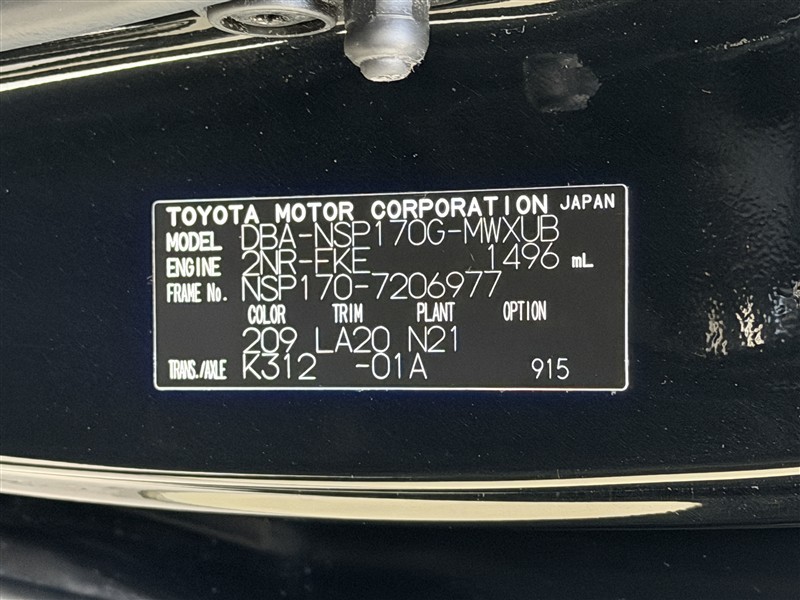 TOYOTA MOTOR CORPORATION JAPAN
MODEL DBA-NSP170G-MWXUB
ENGINE 2NR-FKE 1496 mL
FRAME No. NSP170-7206977
COLOR TRIM PLANT OPTION
209 LA20 N21
TRANS./AXLE K312 -01A 915